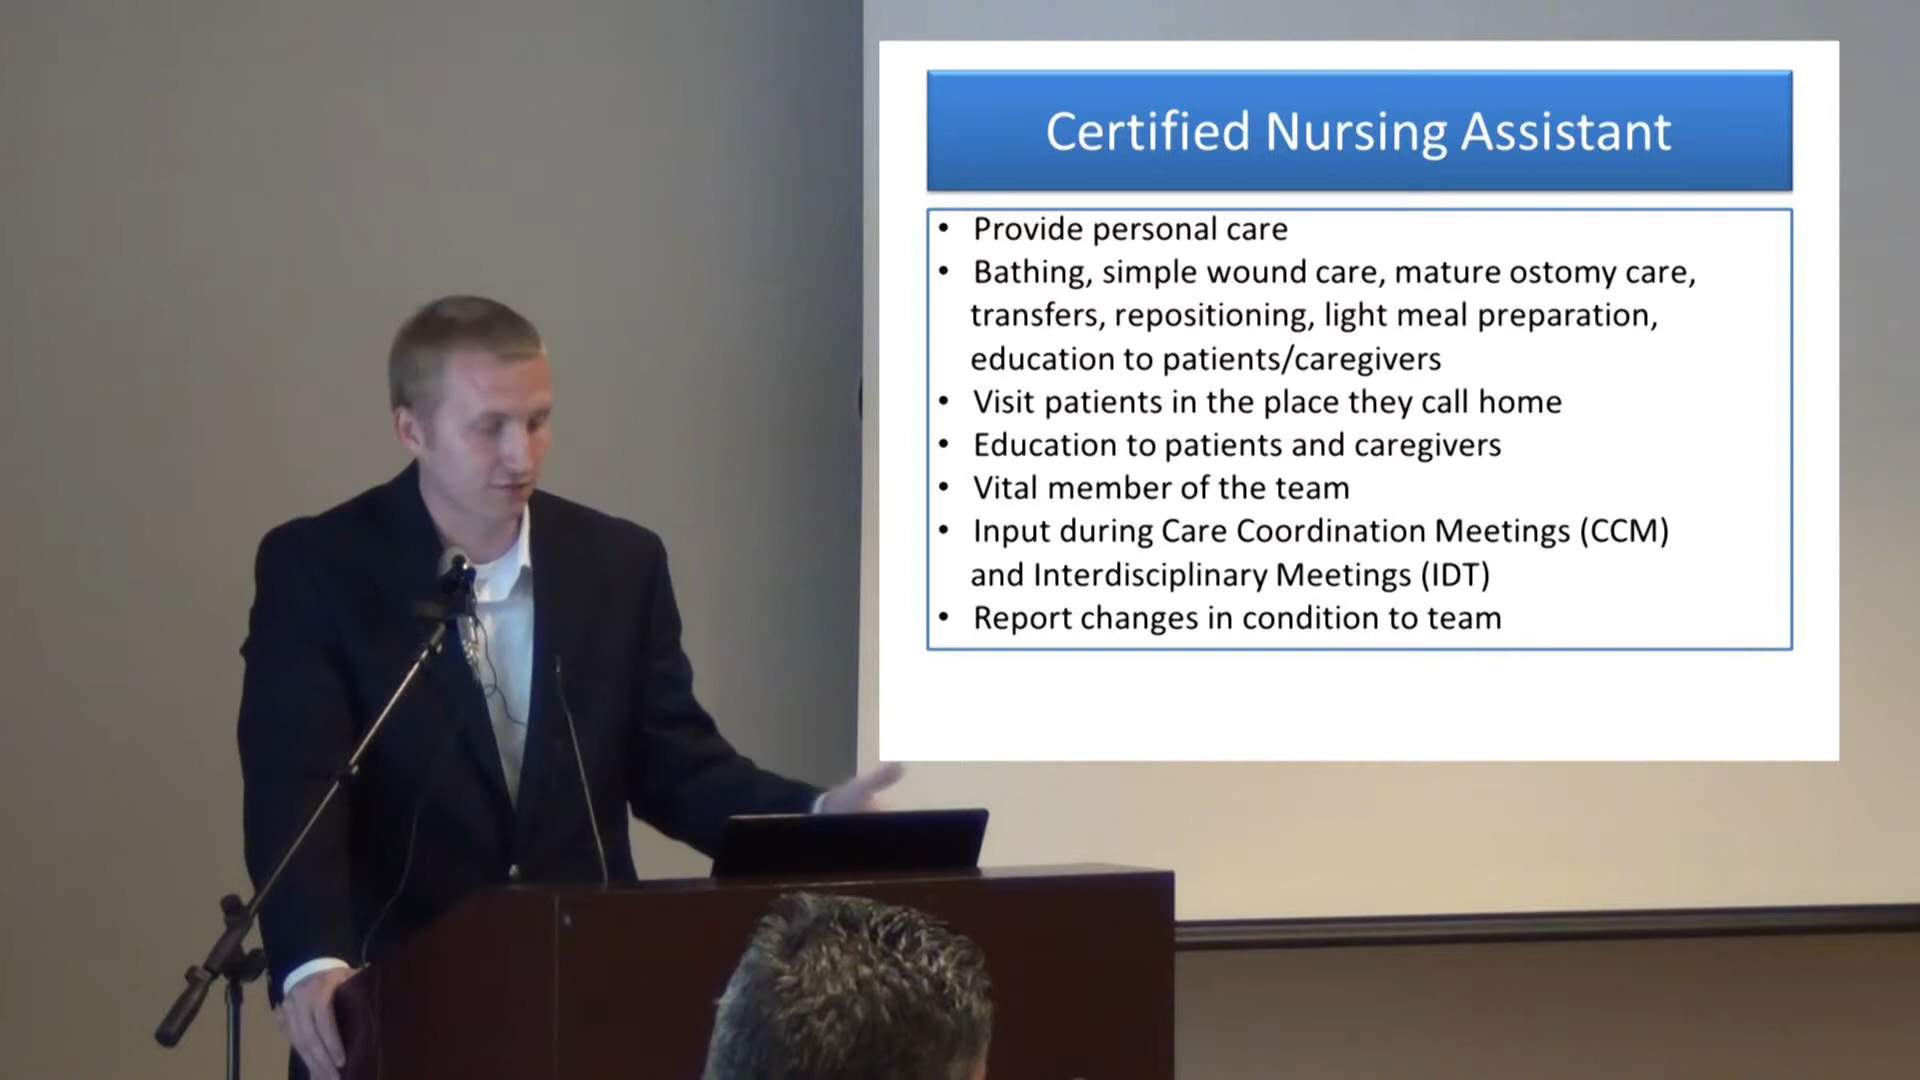 Certified Nursing Assistant
• Provide personal care
• Bathing, simple wound care, mature ostomy care,
transfers, repositioning, light meal preparation,
education to patients/caregivers
• Visit patients in the place they call home
• Education to patients and caregivers
• Vital member of the team
• Input during Care Coordination Meetings (CCM)
and Interdisciplinary Meetings (IDT)
• Report changes in condition to team